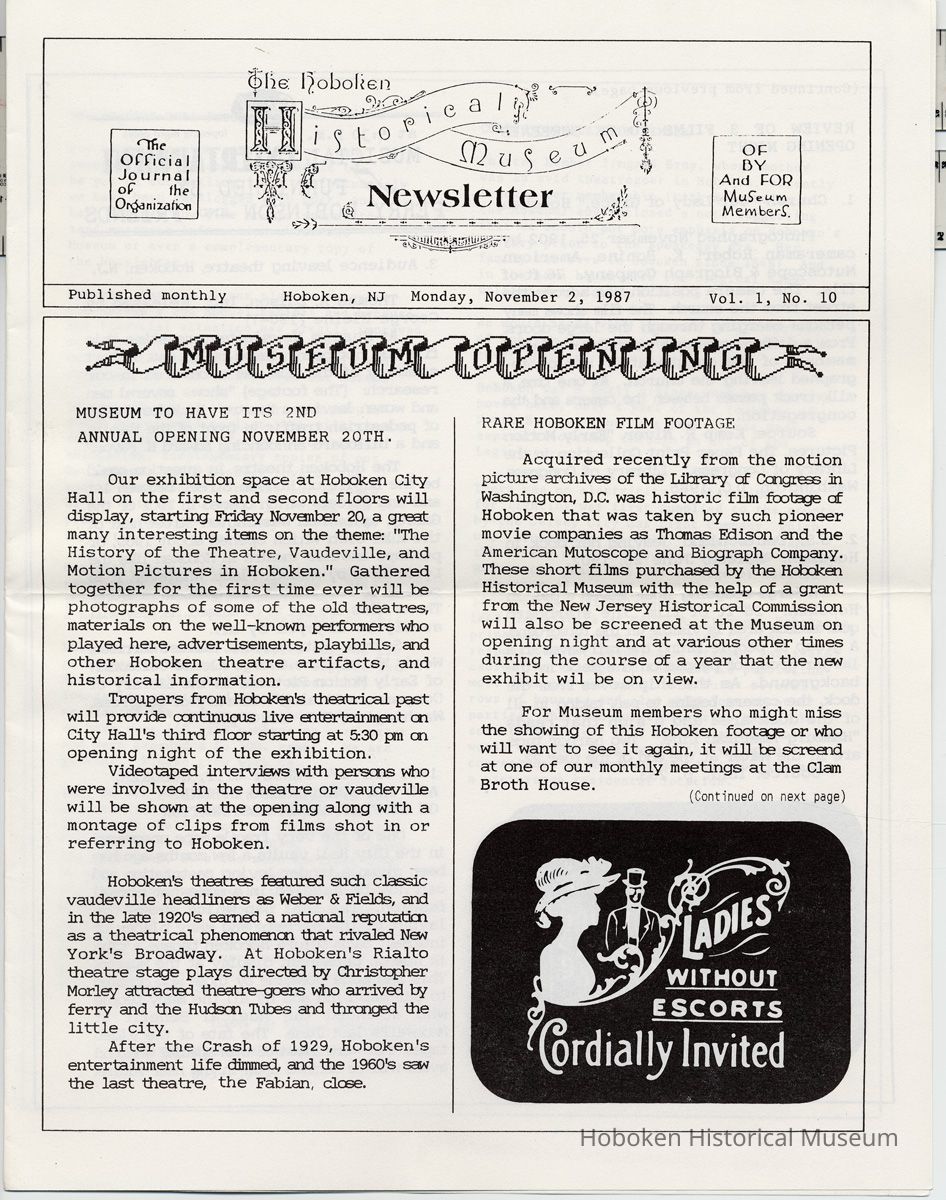 The Hoboken
Historical
Museum
Newsletter
The
Official
Journal
of the
Organization
OF
BY
And FOR
Museum
Members.
Published monthly Hoboken, NJ Monday, November 2, 1987 Vol. 1, No. 10
MUSEUM OPENING
MUSEUM TO HAVE ITS 2ND
ANNUAL OPENING NOVEMBER 20TH.
Our exhibition space at Hoboken City
Hall on the first and second floors will
display, starting Friday November 20, a great
many interesting items on the theme: "The
History of the Theatre, Vaudeville, and
Motion Pictures in Hoboken." Gathered
together for the first time ever will be
photographs of some of the old theatres,
materials on the well-known performers who
played here, advertisements, playbills, and
other Hoboken theatre artifacts, and
historical information.
Troupers from Hoboken's theatrical past
will provide continuous live entertainment on
City Hall's third floor starting at 5:30 pm on
opening night of the exhibition.
Videotaped interviews with persons who
were involved in the theatre or vaudeville
will be shown at the opening along with a
montage of clips from films shot in or
referring to Hoboken.
Hoboken's theatres featured such classic
vaudeville headliners as Weber & Fields, and
in the late 1920's earned a national reputation
as a theatrical phenomenon that rivaled New
York's Broadway. At Hoboken's Rialto
theatre stage plays directed by Christopher
Morley attracted theatre-goers who arrived by
ferry and the Hudson Tubes and thronged the
little city.
After the Crash of 1929, Hoboken's
entertainment life dimmed, and the 1960's saw
the last theatre, the Fabian, close.
RARE HOBOKEN FILM FOOTAGE
Acquired recently from the motion
picture archives of the Library of Congress in
Washington, D.C. was historic film footage of
Hoboken that was taken by such pioneer
movie companies as Thomas Edison and the
American Mutoscope and Biograph Company.
These short films purchased by the Hoboken
Historical Museum with the help of a grant
from the New Jersey Historical Commission
will also be screened at the Museum on
opening night and at various other times
during the course of a year that the new
exhibit wil be on view.
For Museum members who might miss
the showing of this Hoboken footage or who
will want to see it again, it will be screend
at one of our monthly meetings at the Clam
Broth House.
(Continued on next page)
LADIES
WITHOUT
ESCORTS
Cordially Invited
Hoboken Historical Museum